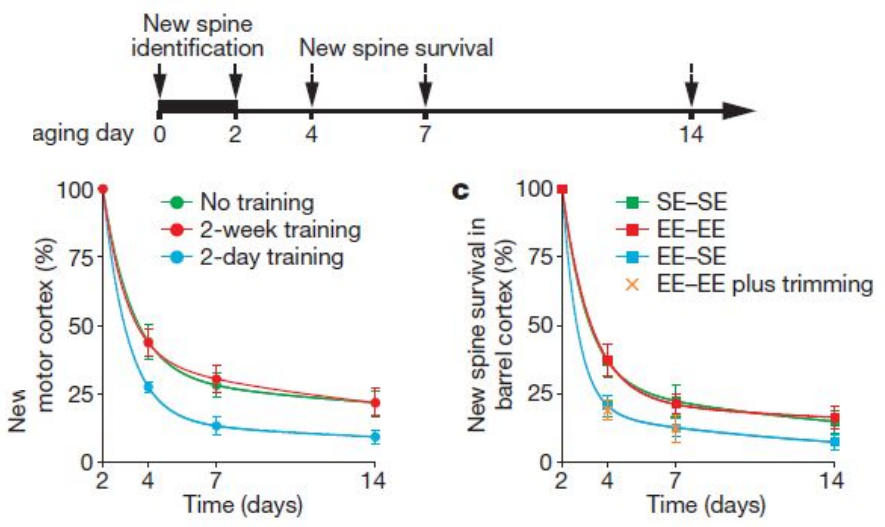 New spine
identification
New spine survival
aging day 0 2 4 7 14
100
75
50
25
0
2 4 7 14
Time (days)
New
motor cortex (%)
No training
2-week training
2-day training
c
100
75
50
25
0
2 4 7 14
Time (days)
New spine survival in
barrel cortex (%)
SE–SE
EE–EE
EE–SE
EE–EE plus trimming